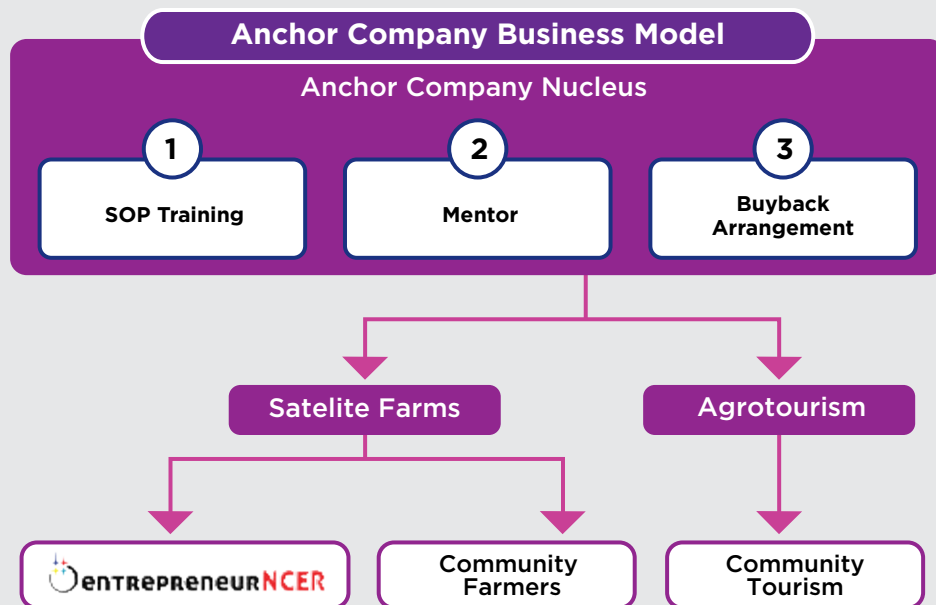 Anchor Company Business Model
Anchor Company Nucleus
1
2
3
SOP Training
Mentor
Buyback
Arrangement
Satelite Farms
Agrotourism
ENTREPRENEURNCER
Community
Farmers
Community
Tourism